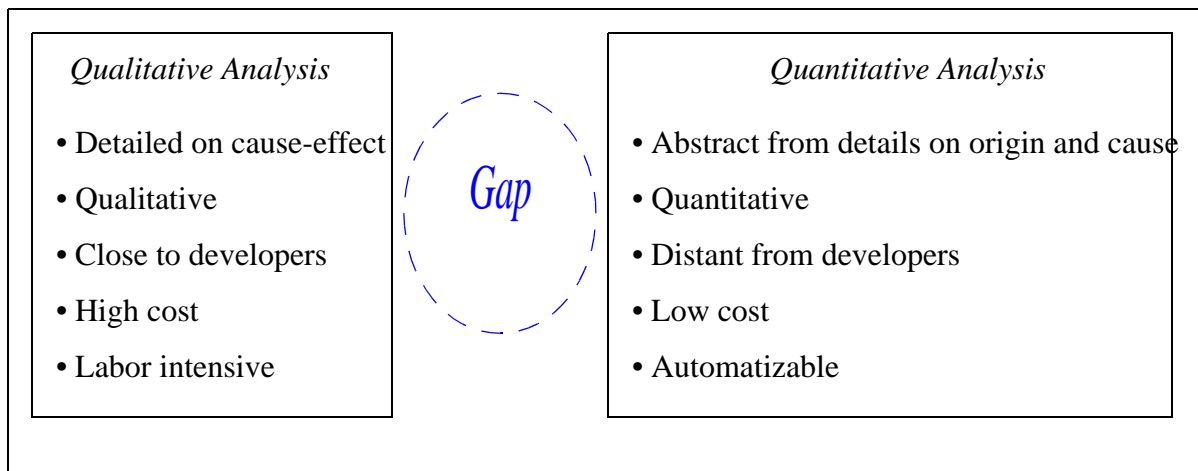 Qualitative Analysis
• Detailed on cause-effect
• Qualitative
• Close to developers
• High cost
• Labor intensive
Gap
Quantitative Analysis
• Abstract from details on origin and cause
• Quantitative
• Distant from developers
• Low cost
• Automatizable